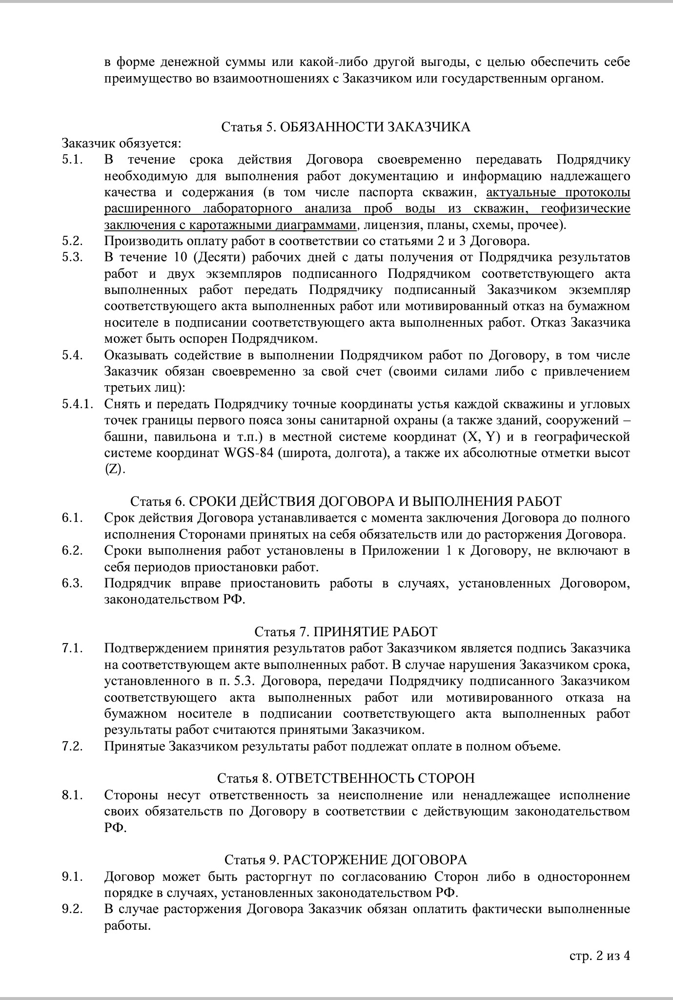 в форме денежной суммы или какой-либо другой выгоды, с целью обеспечить себе
преимущество во взаимоотношениях с Заказчиком или государственным органом.
Статья 5. ОБЯЗАННОСТИ ЗАКАЗЧИКА
Заказчик обязуется:
5.1. В течение срока действия Договора своевременно передавать Подрядчику
необходимую для выполнения работ документацию и информацию надлежащего
качества и содержания (в том числе паспорта скважин, актуальные протоколы
расширенного лабораторного анализа проб воды из скважин, геофизические
заключения с каротажными диаграммами, лицензия, планы, схемы, прочее).
5.2. Производить оплату работ в соответствии со статьями 2 и 3 Договора.
5.3. В течение 10 (Десяти) рабочих дней с даты получения от Подрядчика результатов
работ и двух экземпляров подписанного Подрядчиком соответствующего акта
выполненных работ передать Подрядчику подписанный Заказчиком экземпляр
соответствующего акта выполненных работ или мотивированный отказ на бумажном
носителе в подписании соответствующего акта выполненных работ. Отказ Заказчика
может быть оспорен Подрядчиком.
5.4. Оказывать содействие в выполнении Подрядчиком работ по Договору, в том числе
Заказчик обязан своевременно за свой счет (своими силами либо с привлечением
третьих лиц):
5.4.1. Снять и передать Подрядчику точные координаты устья каждой скважины и угловых
точек границы первого пояса зоны санитарной охраны (а также зданий, сооружений –
башни, павильона и т.п.) в местной системе координат (X, Y) и в географической
системе координат WGS-84 (широта, долгота), а также их абсолютные отметки высот
(Z).
Статья 6. СРОКИ ДЕЙСТВИЯ ДОГОВОРА И ВЫПОЛНЕНИЯ РАБОТ
6.1. Срок действия Договора устанавливается с момента заключения Договора до полного
исполнения Сторонами принятых на себя обязательств или до расторжения Договора.
6.2. Сроки выполнения работ установлены в Приложении 1 к Договору, не включают в
себя периодов приостановки работ.
6.3. Подрядчик вправе приостановить работы в случаях, установленных Договором,
законодательством РФ.
Статья 7. ПРИНЯТИЕ РАБОТ
7.1. Подтверждением принятия результатов работ Заказчиком является подпись Заказчика
на соответствующем акте выполненных работ. В случае нарушения Заказчиком срока,
установленного в п. 5.3. Договора, передачи Подрядчику подписанного Заказчиком
соответствующего акта выполненных работ или мотивированного отказа на
бумажном носителе в подписании соответствующего акта выполненных работ
результаты работ считаются принятыми Заказчиком.
7.2. Принятые Заказчиком результаты работ подлежат оплате в полном объеме.
Статья 8. ОТВЕТСТВЕННОСТЬ СТОРОН
8.1. Стороны несут ответственность за неисполнение или ненадлежащее исполнение
своих обязательств по Договору в соответствии с действующим законодательством
РФ.
Статья 9. РАСТОРЖЕНИЕ ДОГОВОРА
9.1. Договор может быть расторгнут по согласованию Сторон либо в одностороннем
порядке в случаях, установленных законодательством РФ.
9.2. В случае расторжения Договора Заказчик обязан оплатить фактически выполненные
работы.
стр. 2 из 4